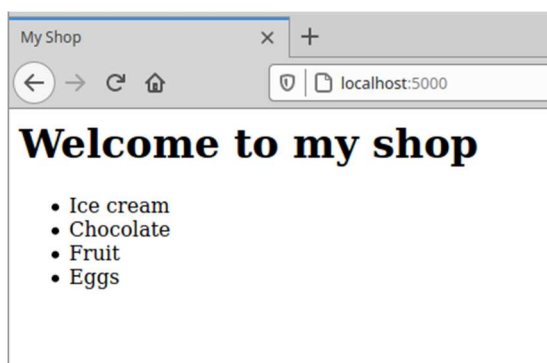 My Shop
localhost:5000
Welcome to my shop
Ice cream
Chocolate
Fruit
Eggs